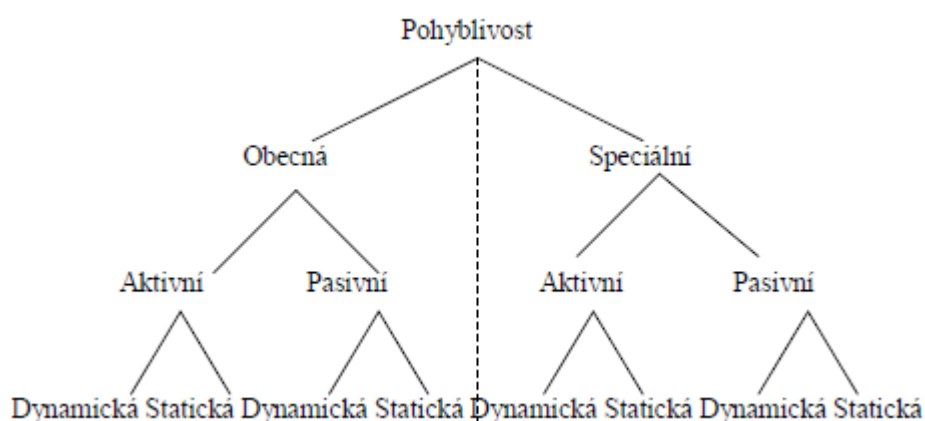 Pohyblivost
Obecná Speciální
Aktivní Pasivní Aktivní Pasivní
Dynamická Statická Dynamická Statická Dynamická Statická Dynamická Statická